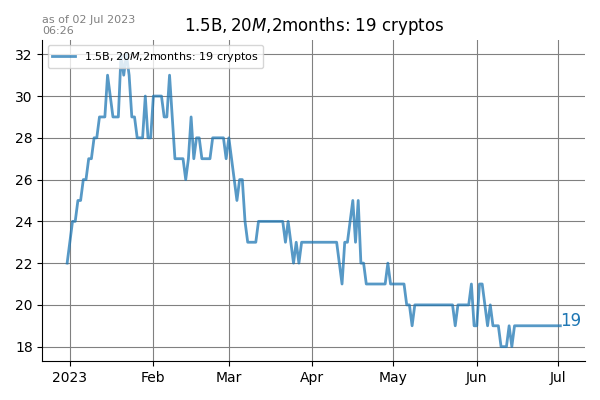 as of 02 Jul 2023
06:26
1.5B, 20M,2months: 19 cryptos
1.5B, 20M,2months: 19 cryptos
32
30
28
26
24
22
20
18
19
2023 Feb Mar Apr May Jun Jul